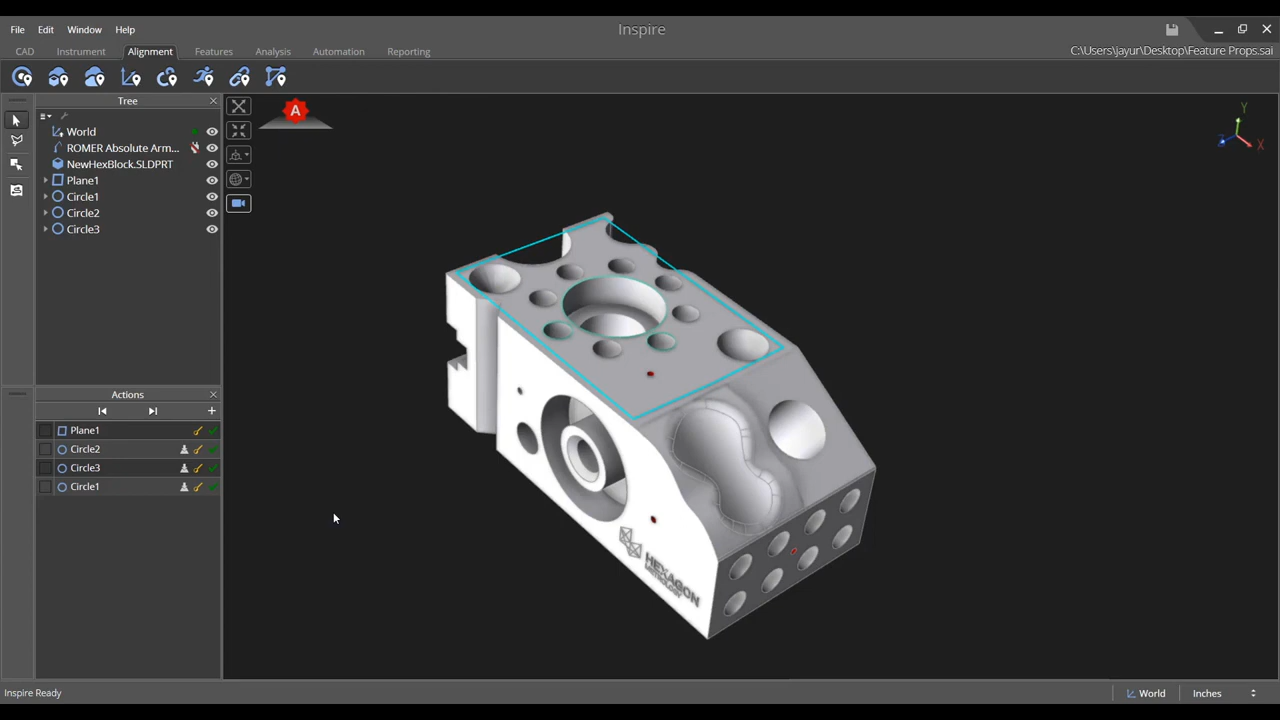 File Edit Window Help
Inspire
CAD Instrument Alignment Features Analysis Automation Reporting
C:\Users\jayur\Desktop\Feature Props.sai
Tree
World
ROMER Absolute Arm...
NewHexBlock.SLDPRT
Plane1
Circle1
Circle2
Circle3
A
Y
Z
X
Actions
Plane1
Circle2
Circle3
Circle1
HEXAGON
METROLOGY
Inspire Ready
World
Inches